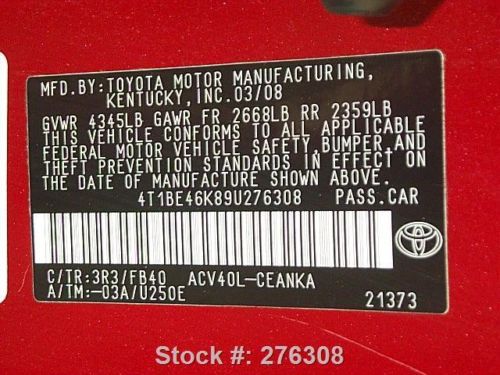 MFD.BY:TOYOTA MOTOR MANUFACTURING,
KENTUCKY, INC.03/08
GVWR 4345LB GAWR FR 2668LB RR 2359LB
THIS VEHICLE CONFORMS TO ALL APPLICABLE
FEDERAL MOTOR VEHICLE SAFETY, BUMPER, AND
THEFT PREVENTION STANDARDS IN EFFECT ON
THE DATE OF MANUFACTURE SHOWN ABOVE.
4T1BE46K89U276308 PASS.CAR
C/TR:3R3/FB40 ACV40L-CEANKA
A/TM:-03A/U250E 21373
Stock #: 276308